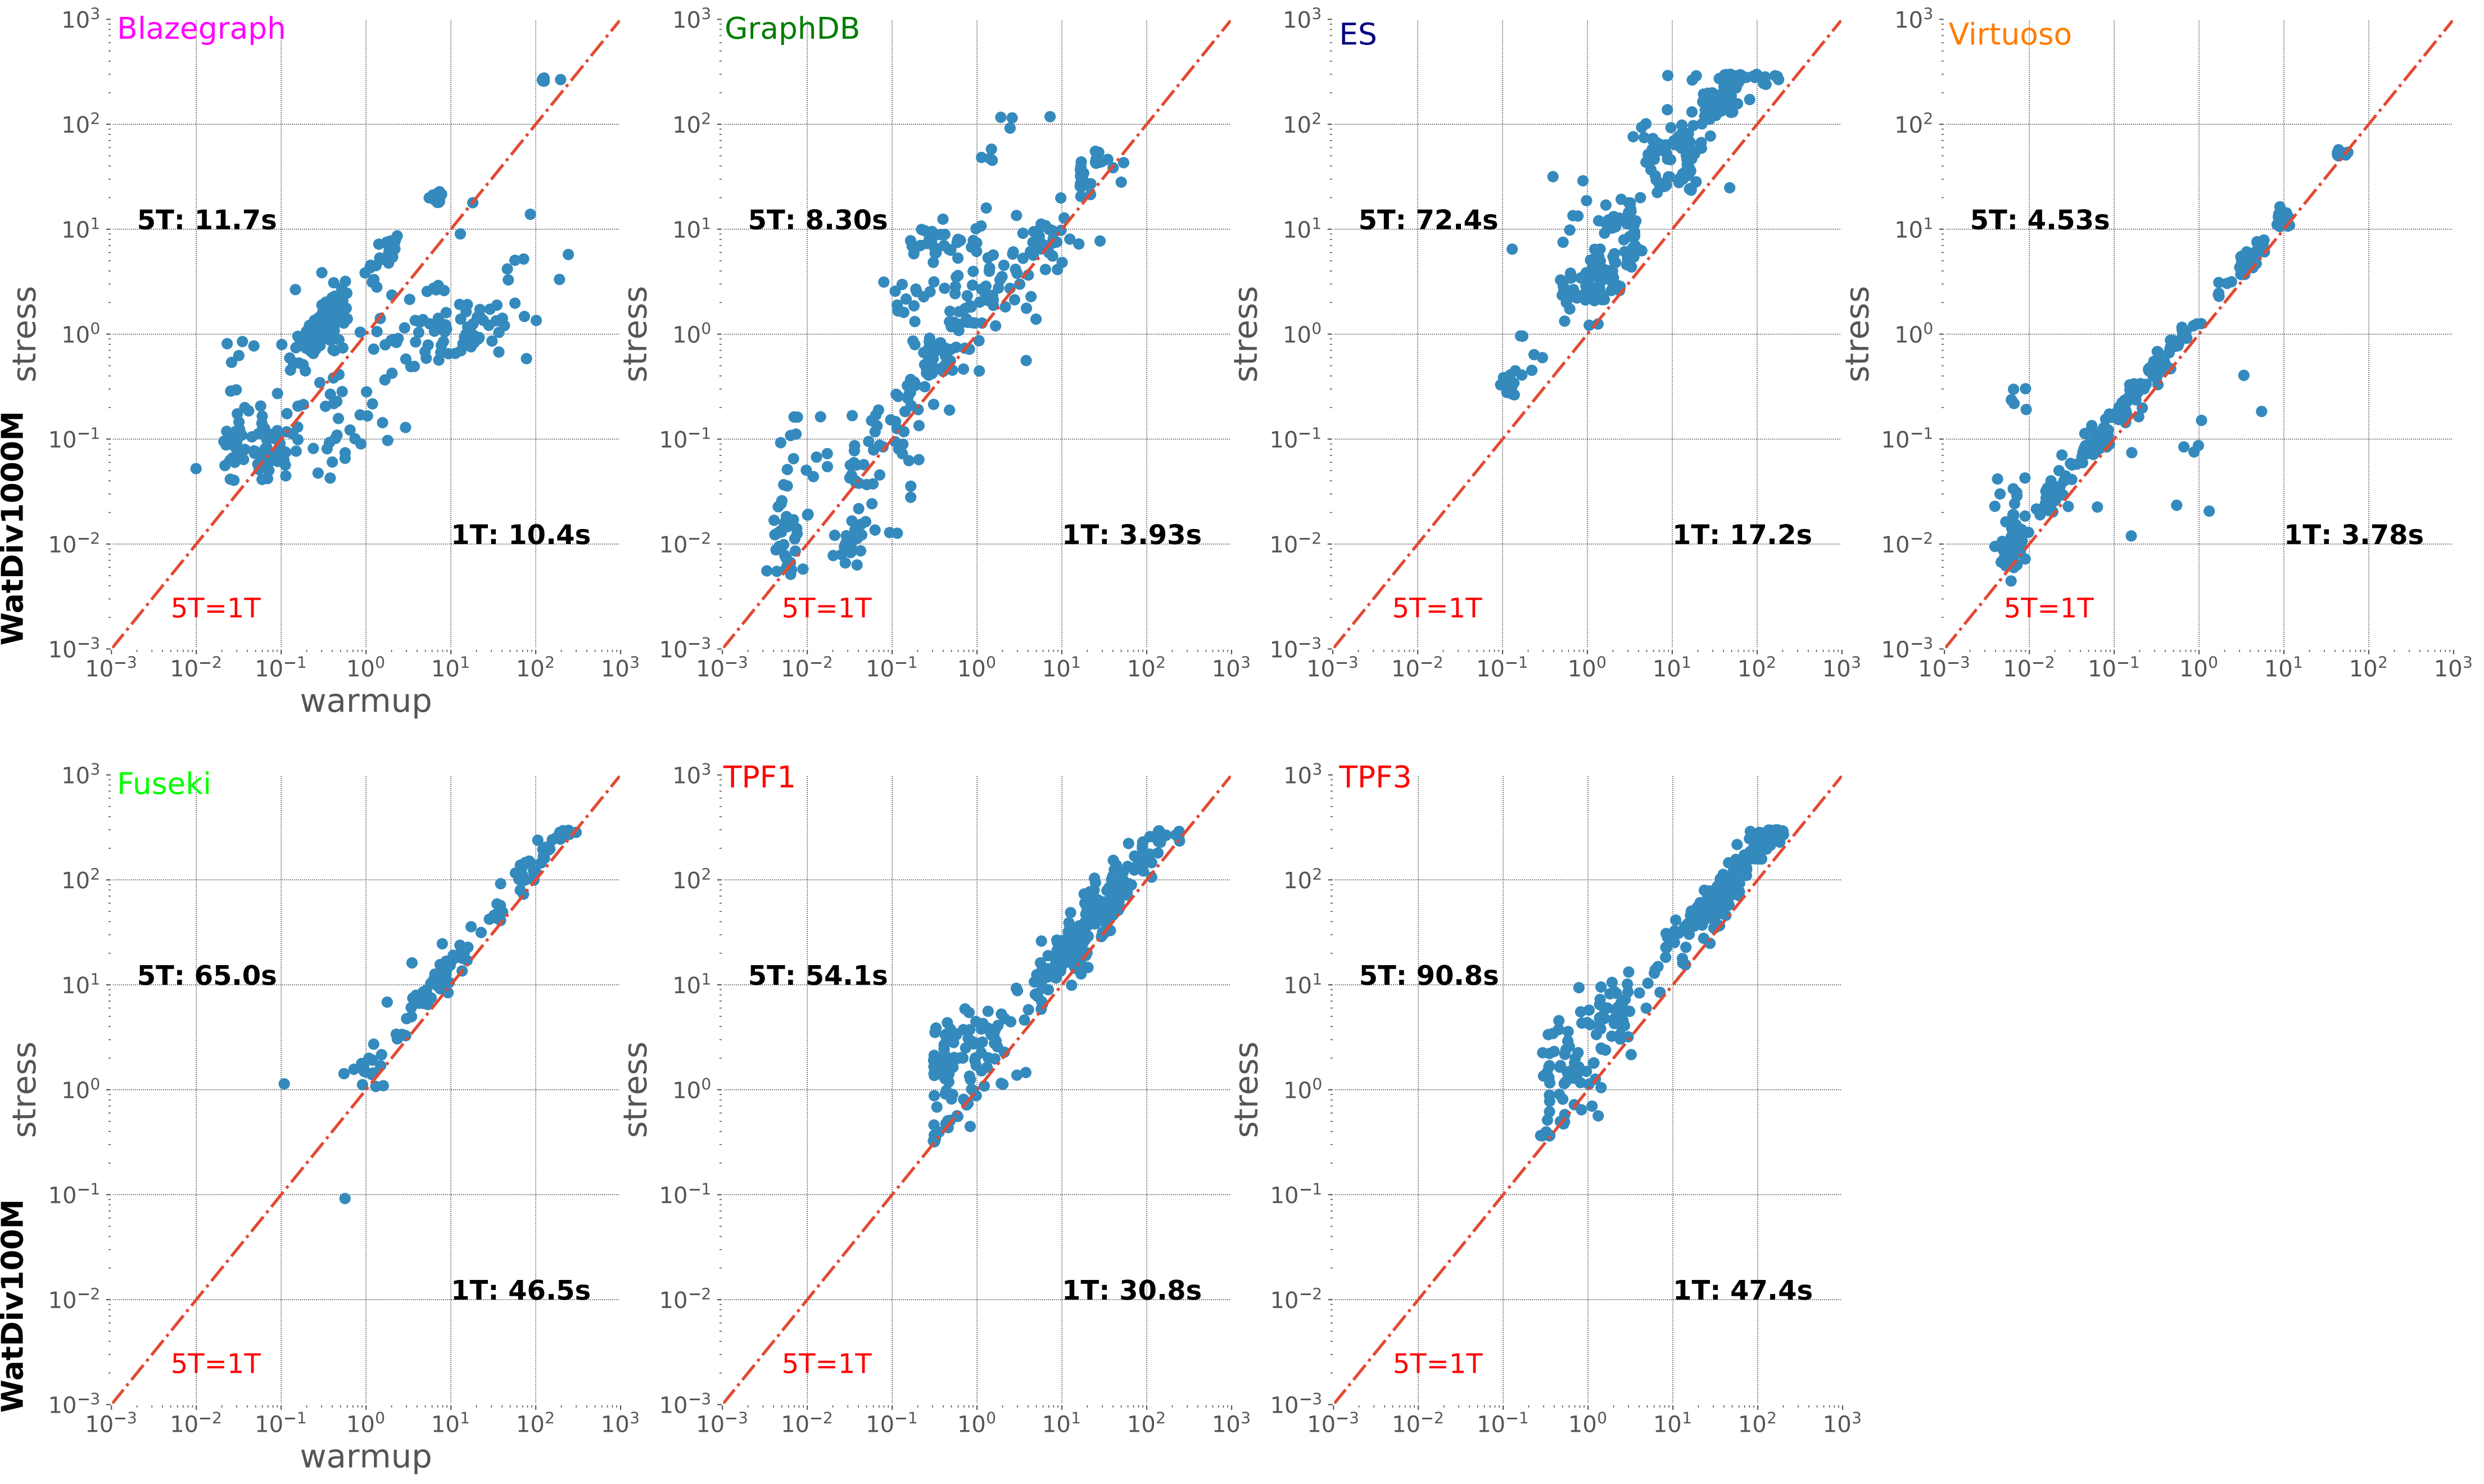 Blazegraph
10³
10²
10¹
10⁰
10⁻¹
10⁻²
10⁻³
stress
WatDiv1000M
5T: 11.7s
1T: 10.4s
5T=1T
10⁻³ 10⁻² 10⁻¹ 10⁰ 10¹ 10² 10³
warmup
GraphDB
10³
10²
10¹
10⁰
10⁻¹
10⁻²
10⁻³
stress
5T: 8.30s
1T: 3.93s
5T=1T
10⁻³ 10⁻² 10⁻¹ 10⁰ 10¹ 10² 10³
ES
10³
10²
10¹
10⁰
10⁻¹
10⁻²
10⁻³
stress
5T: 72.4s
1T: 17.2s
5T=1T
10⁻³ 10⁻² 10⁻¹ 10⁰ 10¹ 10² 10³
Virtuoso
10³
10²
10¹
10⁰
10⁻¹
10⁻²
10⁻³
stress
5T: 4.53s
1T: 3.78s
5T=1T
10⁻³ 10⁻² 10⁻¹ 10⁰ 10¹ 10² 10³
Fuseki
10³
10²
10¹
10⁰
10⁻¹
10⁻²
10⁻³
stress
WatDiv100M
5T: 65.0s
1T: 46.5s
5T=1T
10⁻³ 10⁻² 10⁻¹ 10⁰ 10¹ 10² 10³
warmup
TPF1
10³
10²
10¹
10⁰
10⁻¹
10⁻²
10⁻³
stress
5T: 54.1s
1T: 30.8s
5T=1T
10⁻³ 10⁻² 10⁻¹ 10⁰ 10¹ 10² 10³
TPF3
10³
10²
10¹
10⁰
10⁻¹
10⁻²
10⁻³
stress
5T: 90.8s
1T: 47.4s
5T=1T
10⁻³ 10⁻² 10⁻¹ 10⁰ 10¹ 10² 10³